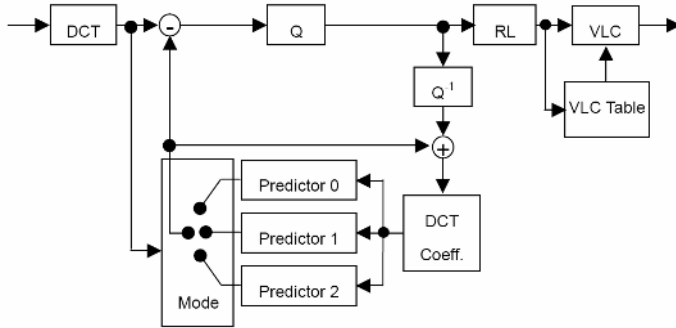 DCT
-
Q
RL
VLC
Q-1
VLC Table
+
Predictor 0
Predictor 1
DCT
Coeff.
Predictor 2
Mode